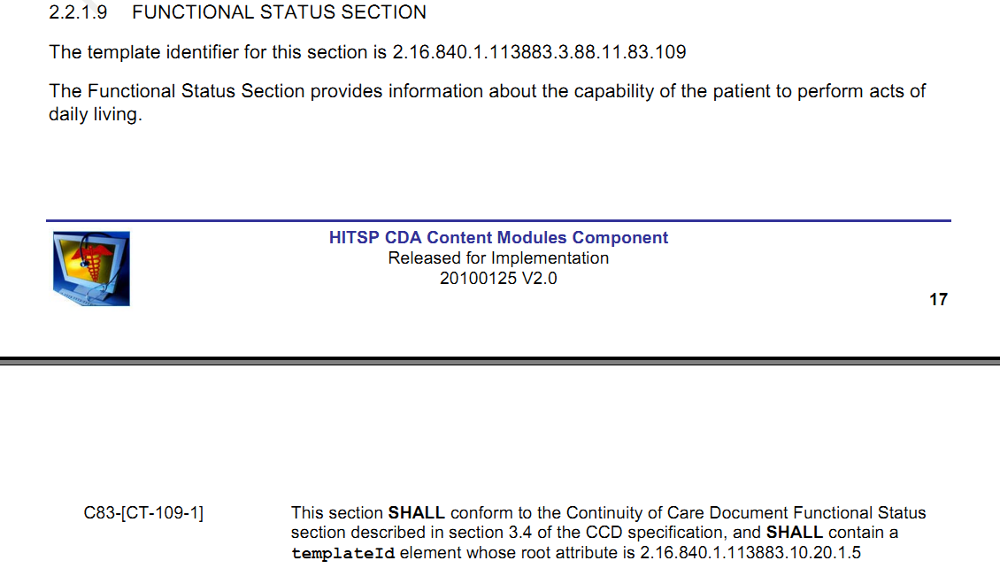 2.2.1.9 FUNCTIONAL STATUS SECTION
The template identifier for this section is 2.16.840.1.113883.3.88.11.83.109
The Functional Status Section provides information about the capability of the patient to perform acts of
daily living.
HITSP CDA Content Modules Component
Released for Implementation
20100125 V2.0
17
C83-[CT-109-1] This section SHALL conform to the Continuity of Care Document Functional Status
section described in section 3.4 of the CCD specification, and SHALL contain a
templateId element whose root attribute is 2.16.840.1.113883.10.20.1.5